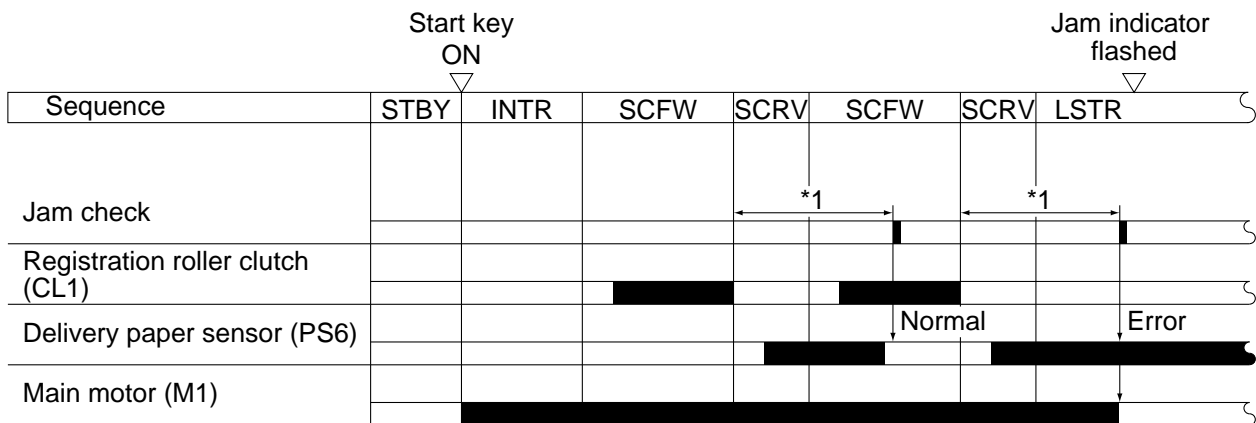 Start key
ON
Jam indicator
flashed
Sequence STBY INTR SCFW SCRV SCFW SCRV LSTR
Jam check *1 *1
Registration roller clutch
(CL1)
Delivery paper sensor (PS6) Normal Error
Main motor (M1)